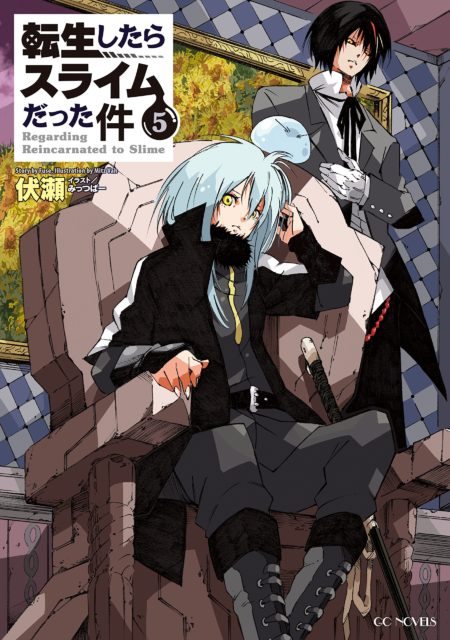 転生したら
スライム
だった件 5
Regarding
Reincarnated to Slime
Story by Fuse, Illustration by Mitz Vah
伏瀬 イラスト/
みっつばー
GC NOVELS